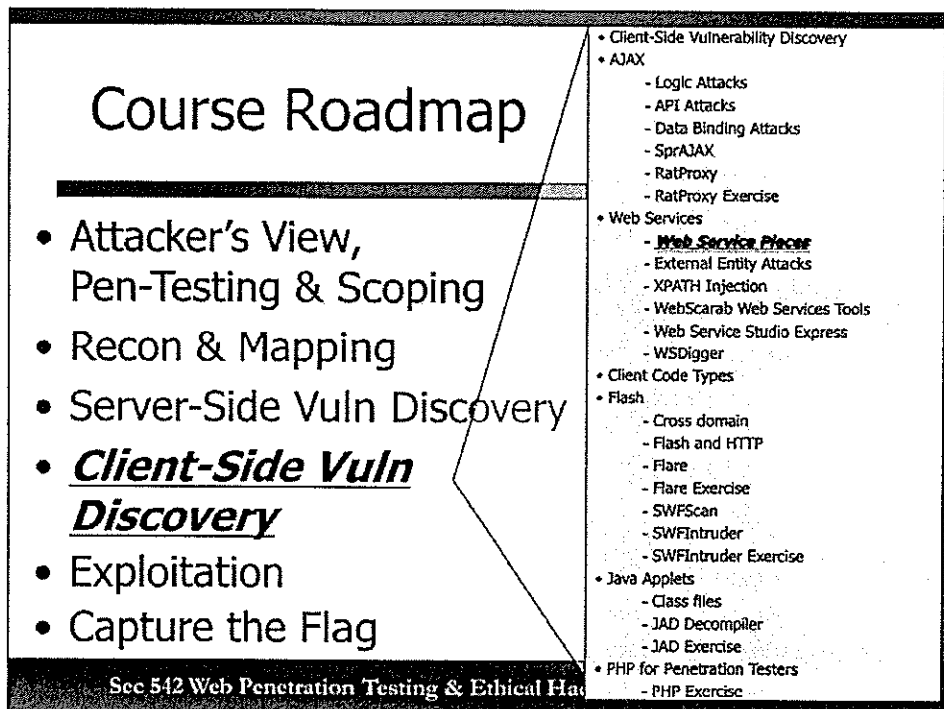 Course Roadmap
• Attacker's View,
Pen-Testing & Scoping
• Recon & Mapping
• Server-Side Vuln Discovery
• Client-Side Vuln
Discovery
• Exploitation
• Capture the Flag
Sec 542 Web Penetration Testing & Ethical Hac
• Client-Side Vulnerability Discovery
• AJAX
- Logic Attacks
- API Attacks
- Data Binding Attacks
- SprAJAX
- RatProxy
- RatProxy Exercise
• Web Services
- Web Service Pieces
- External Entity Attacks
- XPATH Injection
- WebScarab Web Services Tools
- Web Service Studio Express
- WSDigger
• Client Code Types
• Flash
- Cross domain
- Flash and HTTP
- Flare
- Flare Exercise
- SWFScan
- SWFIntruder
- SWFIntruder Exercise
• Java Applets
- Class files
- JAD Decompiler
- JAD Exercise
• PHP for Penetration Testers
- PHP Exercise